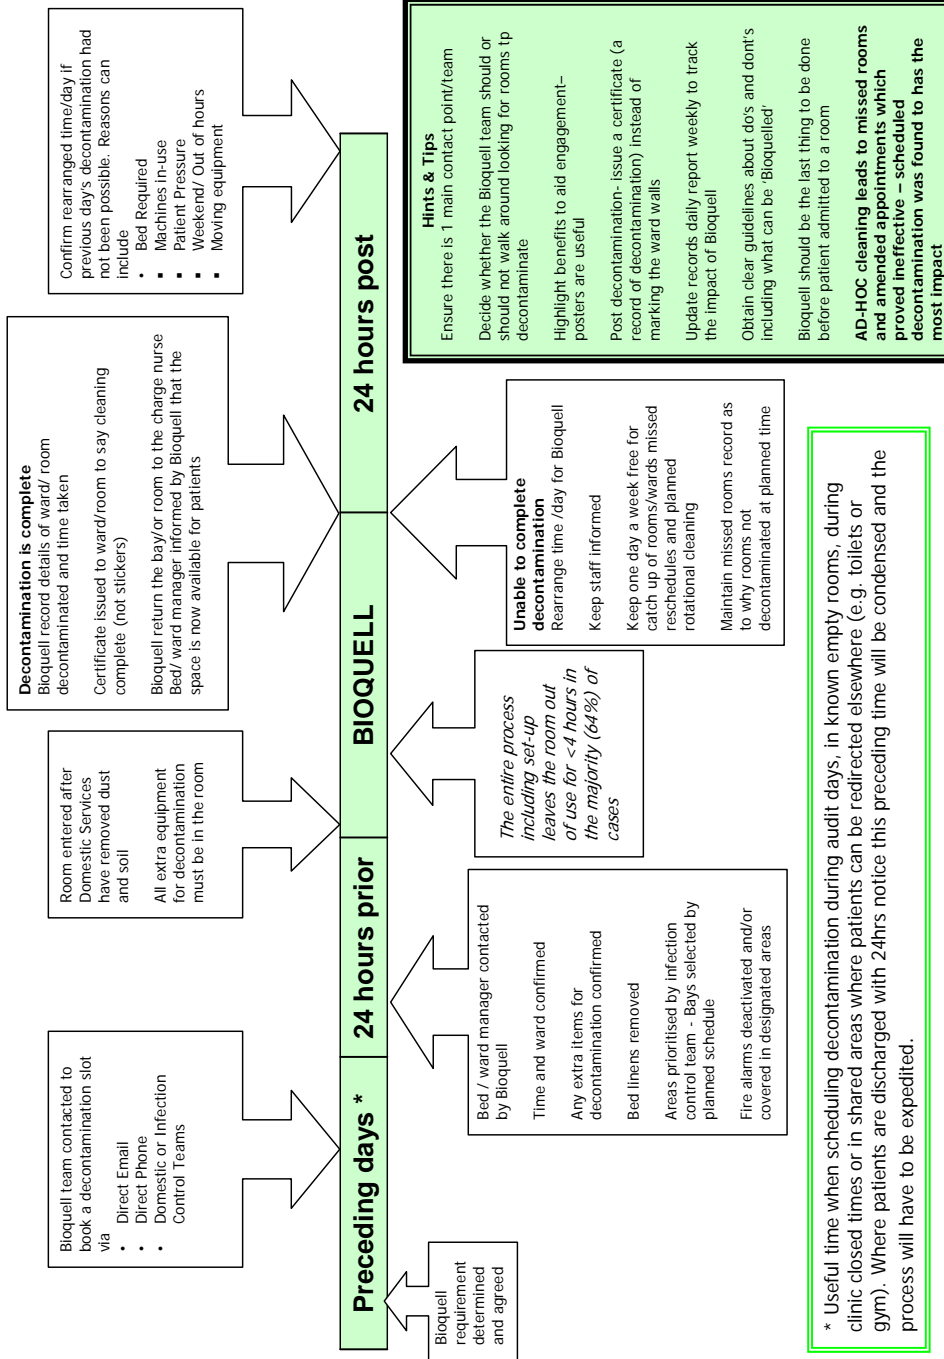 Bioquell team contacted to
book a decontamination slot
via
• Direct Email
• Direct Phone
• Domestic or Infection
Control Teams
Room entered after
Domestic Services
have removed dust
and soil
All extra equipment
for decontamination
must be in the room
Decontamination is complete
Bioquell record details of ward/ room
decontaminated and time taken
Certificate issued to ward/room to say cleaning
complete (not stickers)
Bioquell return the bay/or room to the charge nurse
Bed/ ward manager informed by Bioquell that the
space is now available for patients
Confirm rearranged time/day if
previous day's decontamination had
not been possible. Reasons can
include
• Bed Required
▪ Machines in-use
▪ Patient Pressure
▪ Weekend/ Out of hours
▪ Moving equipment
Preceding days *
24 hours prior
BIOQUELL
24 hours post
Bioquell
requirement
determined
and agreed
Bed / ward manager contacted
by Bioquell
Time and ward confirmed
Any extra items for
decontamination confirmed
Bed linens removed
Areas prioritised by infection
control team - Bays selected by
planned schedule
Fire alarms deactivated and/or
covered in designated areas
The entire process
including set-up
leaves the room out
of use for <4 hours in
the majority (64%) of
cases
Unable to complete
decontamination
Rearrange time /day for Bioquell
Keep staff informed
Keep one day a week free for
catch up of rooms/wards missed
reschedules and planned
rotational cleaning
Maintain missed rooms record as
to why rooms not
decontaminated at planned time
Hints & Tips
Ensure there is 1 main contact point/team
Decide whether the Bioquell team should or
should not walk around looking for rooms tp
decontaminate
Highlight benefits to aid engagement–
posters are useful
Post decontamination- issue a certificate (a
record of decontamination) instead of
marking the ward walls
Update records daily report weekly to track
the impact of Bioquell
Obtain clear guidelines about do's and dont's
including what can be 'Bioquelled'
Bioquell should be the last thing to be done
before patient admitted to a room
AD-HOC cleaning leads to missed rooms
and amended appointments which
proved ineffective – scheduled
decontamination was found to has the
most impact
* Useful time when scheduling decontamination during audit days, in known empty rooms, during
clinic closed times or in shared areas where patients can be redirected elsewhere (e.g. toilets or
gym). Where patients are discharged with 24hrs notice this preceding time will be condensed and the
process will have to be expedited.